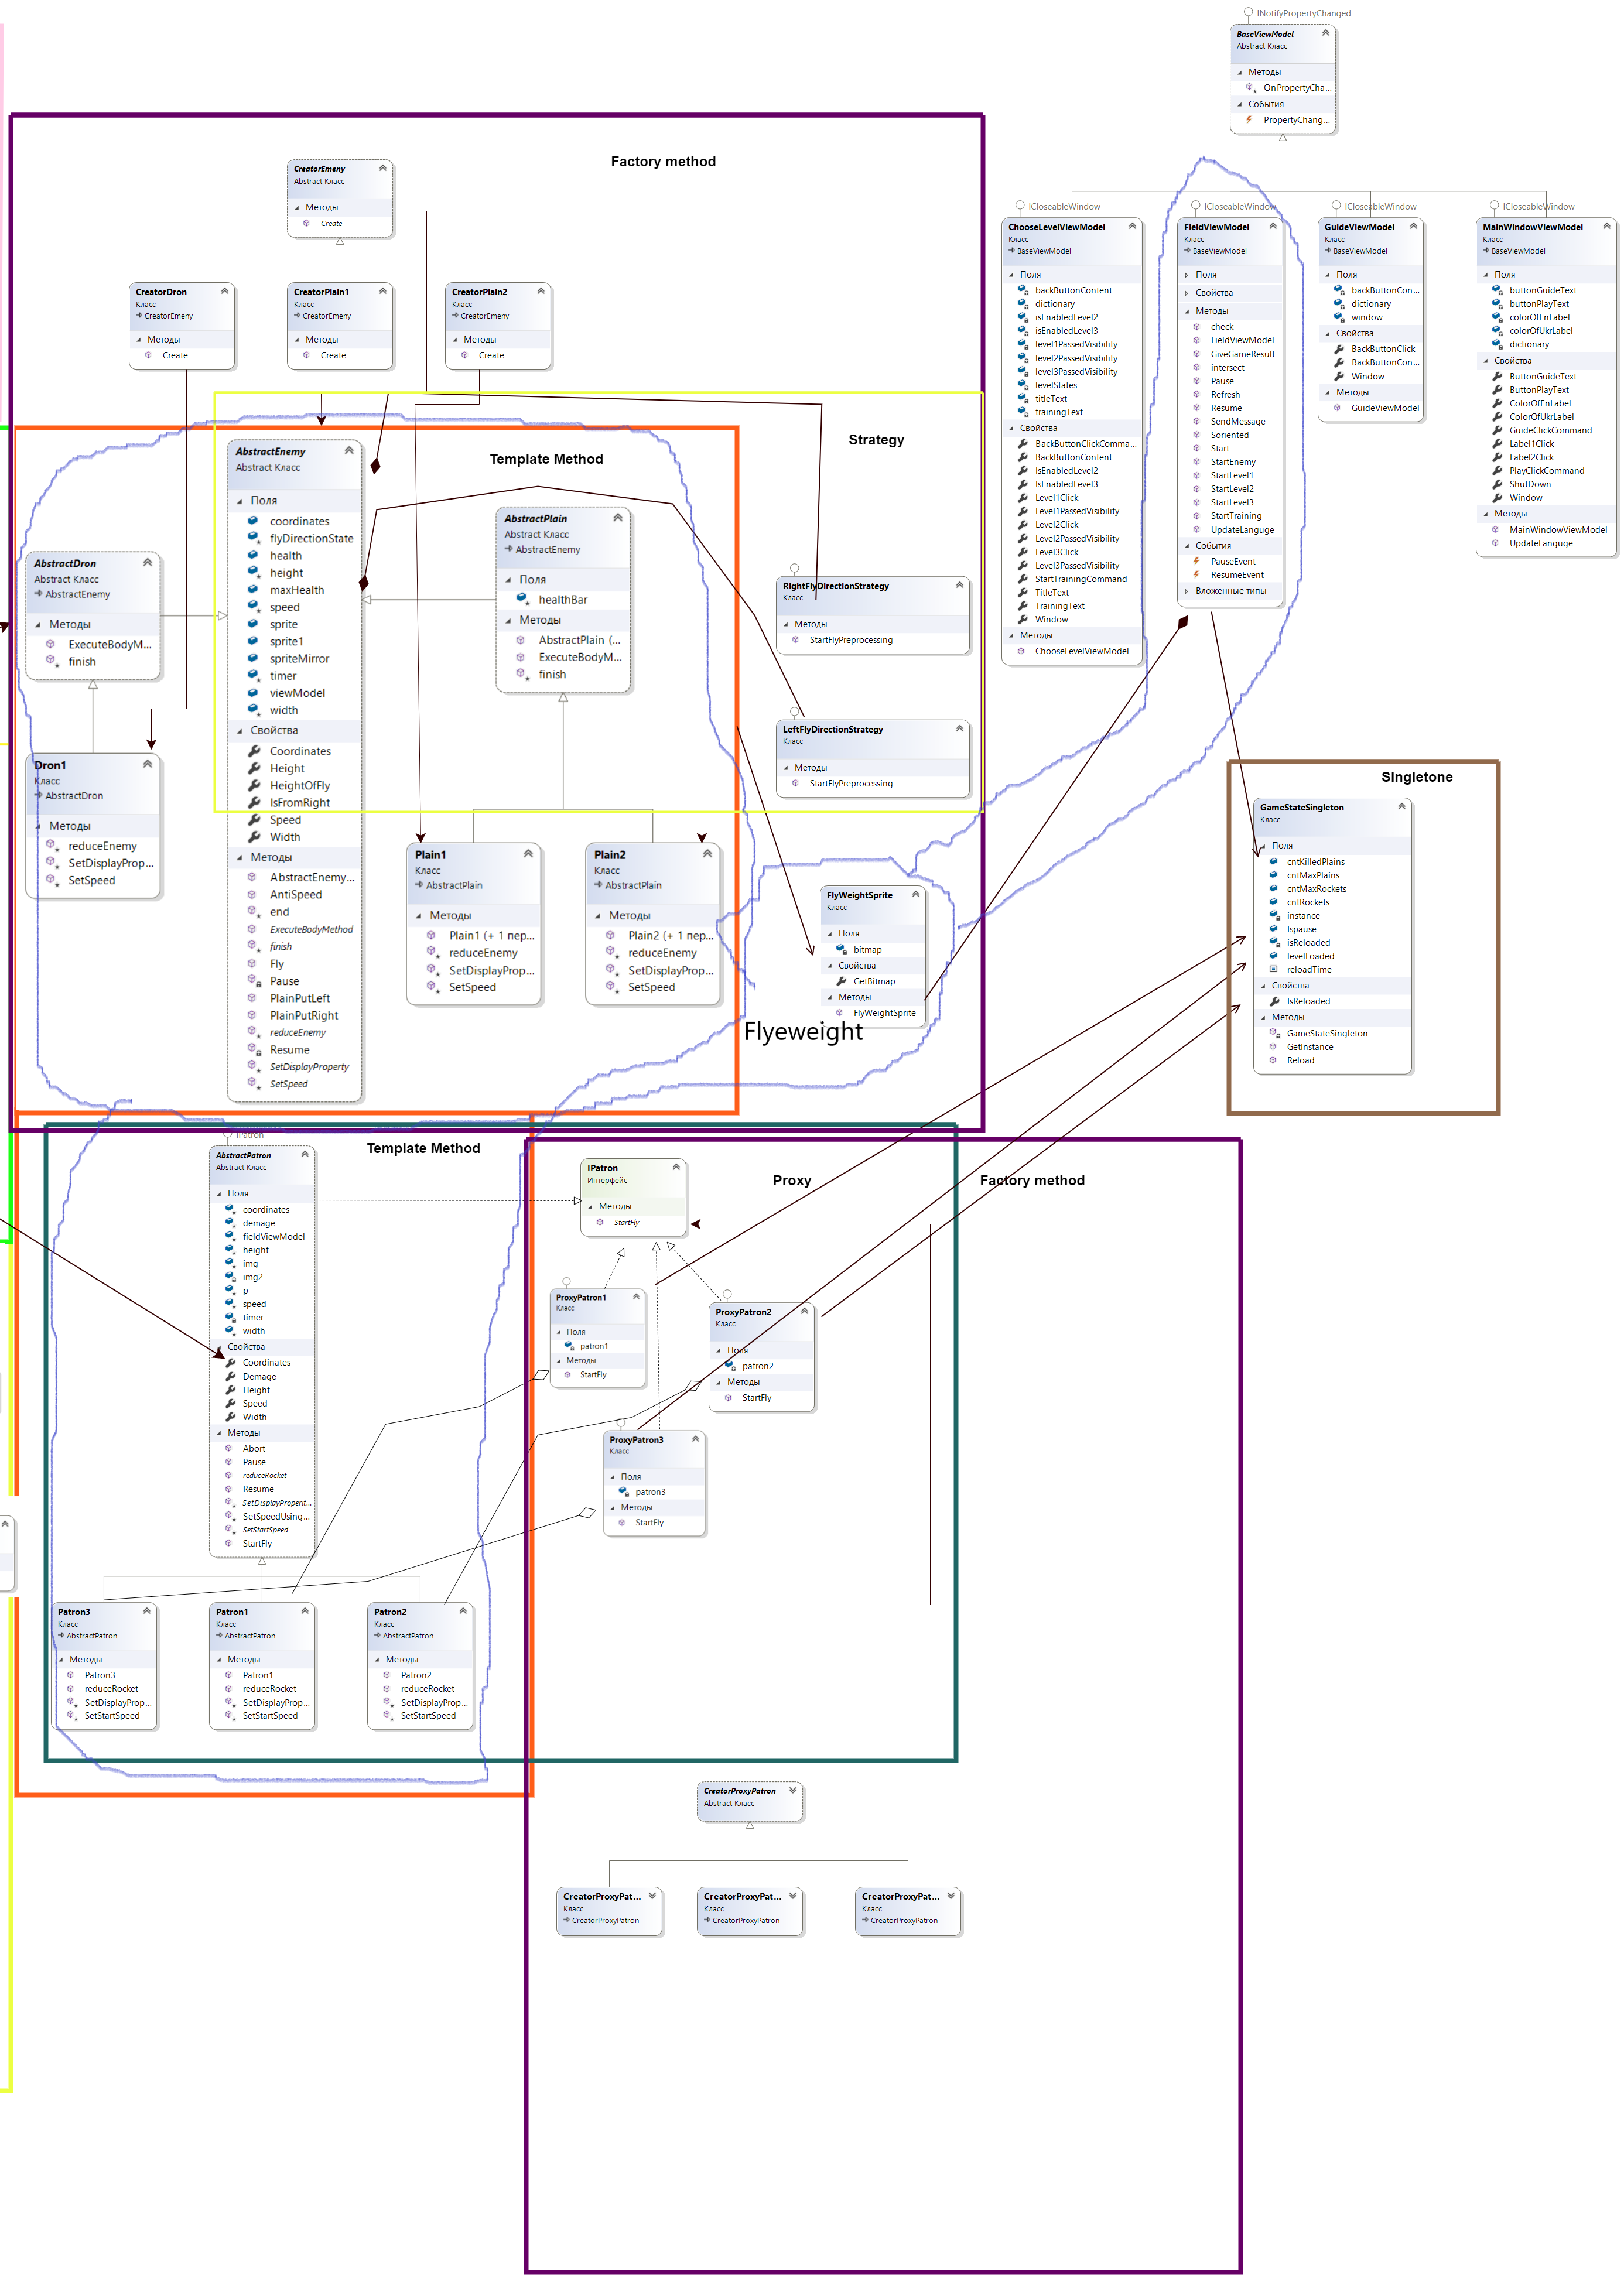 INotifyPropertyChanged
BaseViewModel
Abstract Класс
Методы
OnPropertyCha...
События
PropertyChang...
Factory method
CreatorEmeny
Abstract Класс
Методы
Create
CreatorDron
Класс
CreatorEmeny
Методы
Create
CreatorPlain1
Класс
CreatorEmeny
Методы
Create
CreatorPlain2
Класс
CreatorEmeny
Методы
Create
ICloseableWindow
ChooseLevelViewModel
Класс
BaseViewModel
Поля
backButtonContent
dictionary
isEnabledLevel2
isEnabledLevel3
level1PassedVisibility
level2PassedVisibility
level3PassedVisibility
levelStates
titleText
trainingText
Свойства
BackButtonClickComma...
BackButtonContent
IsEnabledLevel2
IsEnabledLevel3
Level1Click
Level1PassedVisibility
Level2Click
Level2PassedVisibility
Level3Click
Level3PassedVisibility
StartTrainingCommand
TitleText
TrainingText
Window
Методы
ChooseLevelViewModel
ICloseableWindow
FieldViewModel
Класс
BaseViewModel
Поля
Свойства
Методы
check
FieldViewModel
GiveGameResult
intersect
Pause
Refresh
Resume
SendMessage
Soriented
Start
StartEnemy
StartLevel1
StartLevel2
StartLevel3
StartTraining
UpdateLanguge
События
PauseEvent
ResumeEvent
Вложенные типы
ICloseableWindow
GuideViewModel
Класс
BaseViewModel
Поля
backButtonCon...
dictionary
window
Свойства
BackButtonClick
BackButtonCon...
Window
Методы
GuideViewModel
ICloseableWindow
MainWindowViewModel
Класс
BaseViewModel
Поля
buttonGuideText
buttonPlayText
colorOfEnLabel
colorOfUkrLabel
dictionary
Свойства
ButtonGuideText
ButtonPlayText
ColorOfEnLabel
ColorOfUkrLabel
GuideClickCommand
Label1Click
Label2Click
PlayClickCommand
ShutDown
Window
Методы
MainWindowViewModel
UpdateLanguge
Strategy
Template Method
AbstractEnemy
Abstract Класс
Поля
coordinates
flyDirectionState
health
height
maxHealth
speed
sprite
sprite1
spriteMirror
timer
viewModel
width
Свойства
Coordinates
Height
HeightOfFly
IsFromRight
Speed
Width
Методы
AbstractEnemy...
AntiSpeed
end
ExecuteBodyMethod
finish
Fly
Pause
PlainPutLeft
PlainPutRight
reduceEnemy
Resume
SetDisplayProperty
SetSpeed
AbstractDron
Abstract Класс
AbstractEnemy
Методы
ExecuteBodyM...
finish
AbstractPlain
Abstract Класс
AbstractEnemy
Поля
healthBar
Методы
AbstractPlain (...
ExecuteBodyM...
finish
RightFlyDirectionStrategy
Класс
Методы
StartFlyPreprocessing
LeftFlyDirectionStrategy
Класс
Методы
StartFlyPreprocessing
Dron1
Класс
AbstractDron
Методы
reduceEnemy
SetDisplayProp...
SetSpeed
Plain1
Класс
AbstractPlain
Методы
Plain1 (+ 1 пер...
reduceEnemy
SetDisplayProp...
SetSpeed
Plain2
Класс
AbstractPlain
Методы
Plain2 (+ 1 пер...
reduceEnemy
SetDisplayProp...
SetSpeed
FlyWeightSprite
Класс
Поля
bitmap
Свойства
GetBitmap
Методы
FlyWeightSprite
Flyeweight
Singletone
GameStateSingleton
Класс
Поля
cntKilledPlains
cntMaxPlains
cntMaxRockets
cntRockets
instance
Ispause
isReloaded
levelLoaded
reloadTime
Свойства
IsReloaded
Методы
GameStateSingleton
GetInstance
Reload
IPatron
Template Method
AbstractPatron
Abstract Класс
Поля
coordinates
demage
fieldViewModel
height
img
img2
p
speed
timer
width
Свойства
Coordinates
Demage
Height
Speed
Width
Методы
Abort
Pause
reduceRocket
Resume
SetDisplayProperit...
SetSpeedUsing...
SetStartSpeed
StartFly
Proxy
Factory method
IPatron
Интерфейс
Методы
StartFly
ProxyPatron1
Класс
Поля
patron1
Методы
StartFly
ProxyPatron2
Класс
Поля
patron2
Методы
StartFly
ProxyPatron3
Класс
Поля
patron3
Методы
StartFly
Patron3
Класс
AbstractPatron
Методы
Patron3
reduceRocket
SetDisplayProp...
SetStartSpeed
Patron1
Класс
AbstractPatron
Методы
Patron1
reduceRocket
SetDisplayProp...
SetStartSpeed
Patron2
Класс
AbstractPatron
Методы
Patron2
reduceRocket
SetDisplayProp...
SetStartSpeed
CreatorProxyPatron
Abstract Класс
CreatorProxyPat...
Класс
CreatorProxyPatron
CreatorProxyPat...
Класс
CreatorProxyPatron
CreatorProxyPat...
Класс
CreatorProxyPatron